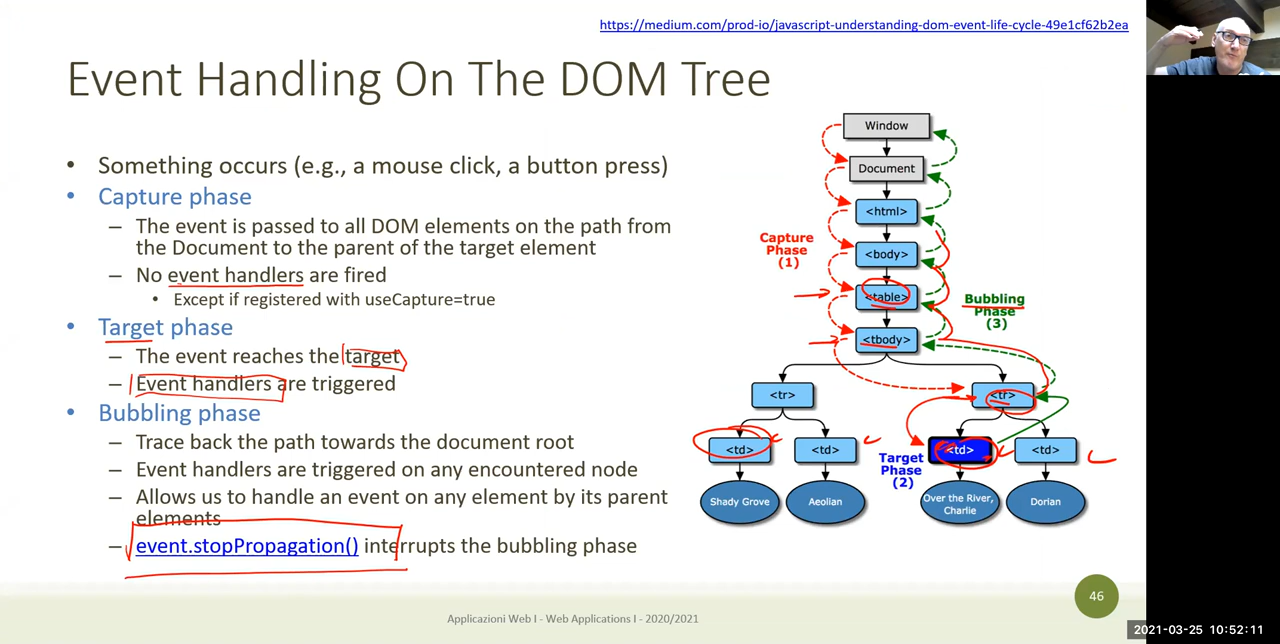 https://medium.com/prod-io/javascript-understanding-dom-event-life-cycle-49e1cf62b2ea
Event Handling On The DOM Tree
• Something occurs (e.g., a mouse click, a button press)
• Capture phase
– The event is passed to all DOM elements on the path from
the Document to the parent of the target element
– No event handlers are fired
• Except if registered with useCapture=true
• Target phase
– The event reaches the target
– Event handlers are triggered
• Bubbling phase
– Trace back the path towards the document root
– Event handlers are triggered on any encountered node
– Allows us to handle an event on any element by its parent
elements
– event.stopPropagation() interrupts the bubbling phase
Window
Document
<html>
<body>
<table>
<tbody>
Capture
Phase
(1)
Bubbling
Phase
(3)
<tr>
<tr>
<td>
<td>
Target
Phase
(2)
<td>
<td>
Shady Grove
Aeolian
Over the River,
Charlie
Dorian
Applicazioni Web I - Web Applications I - 2020/2021
46
2021-03-25 10:52:11